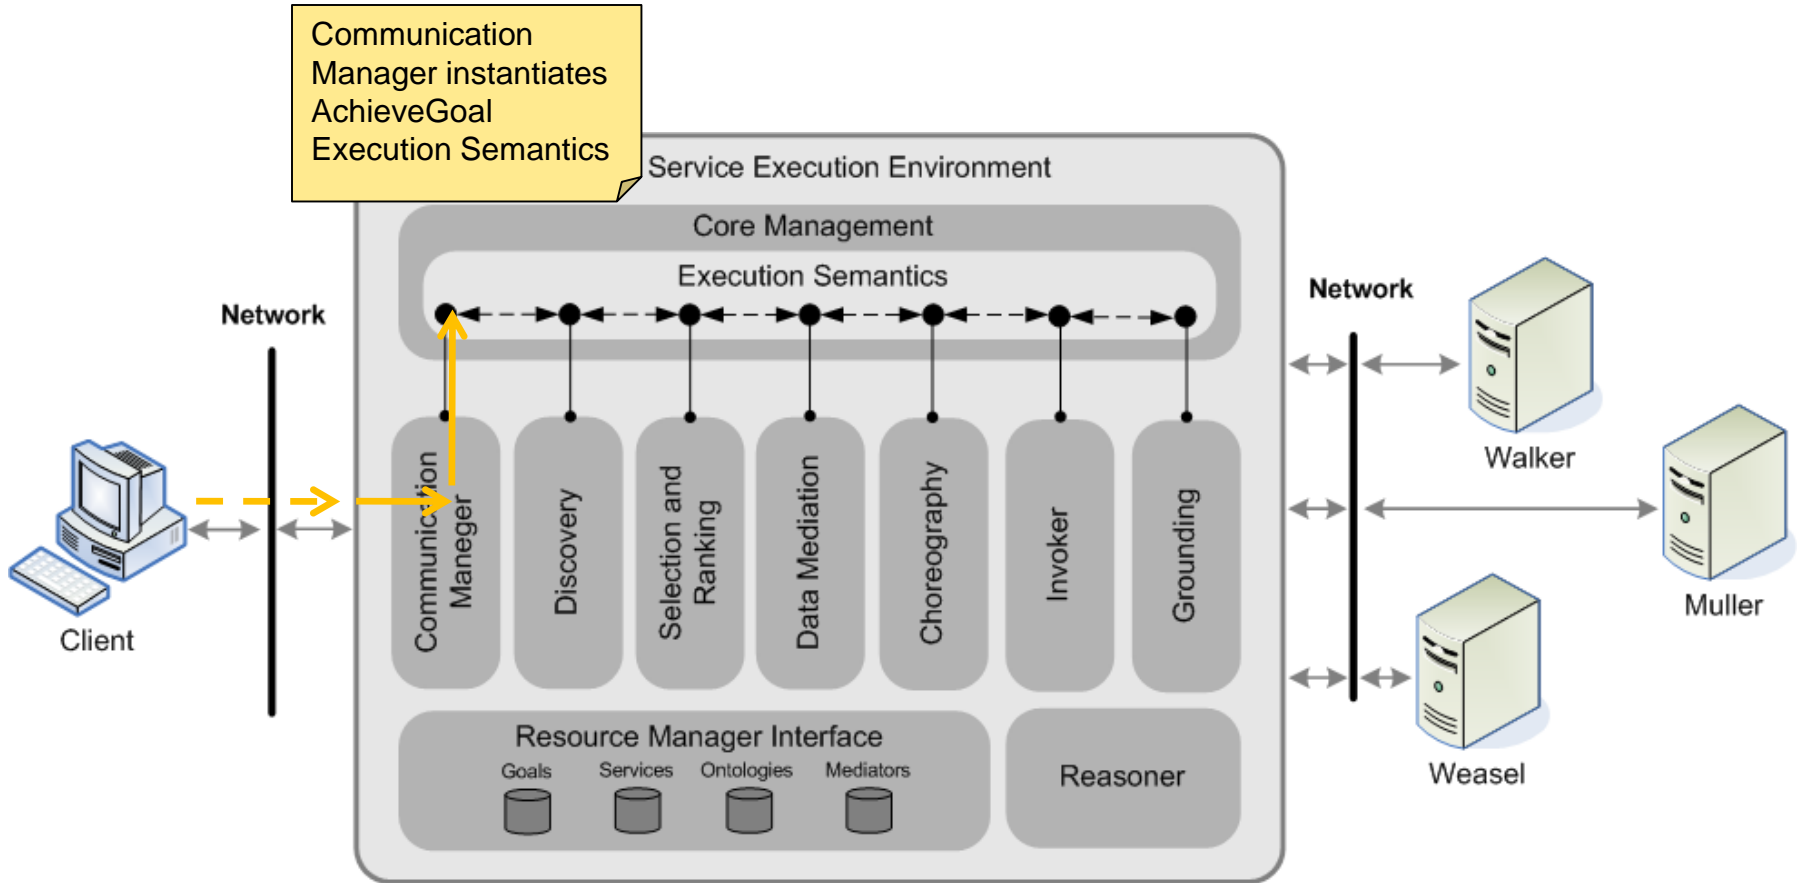 Communication
Manager instantiates
AchieveGoal
Execution Semantics
Service Execution Environment
Core Management
Execution Semantics
Network
Network
Client
Communication
Maneger
Discovery
Selection and
Ranking
Data Mediation
Choreography
Invoker
Grounding
Walker
Muller
Weasel
Resource Manager Interface
Goals
Services
Ontologies
Mediators
Reasoner